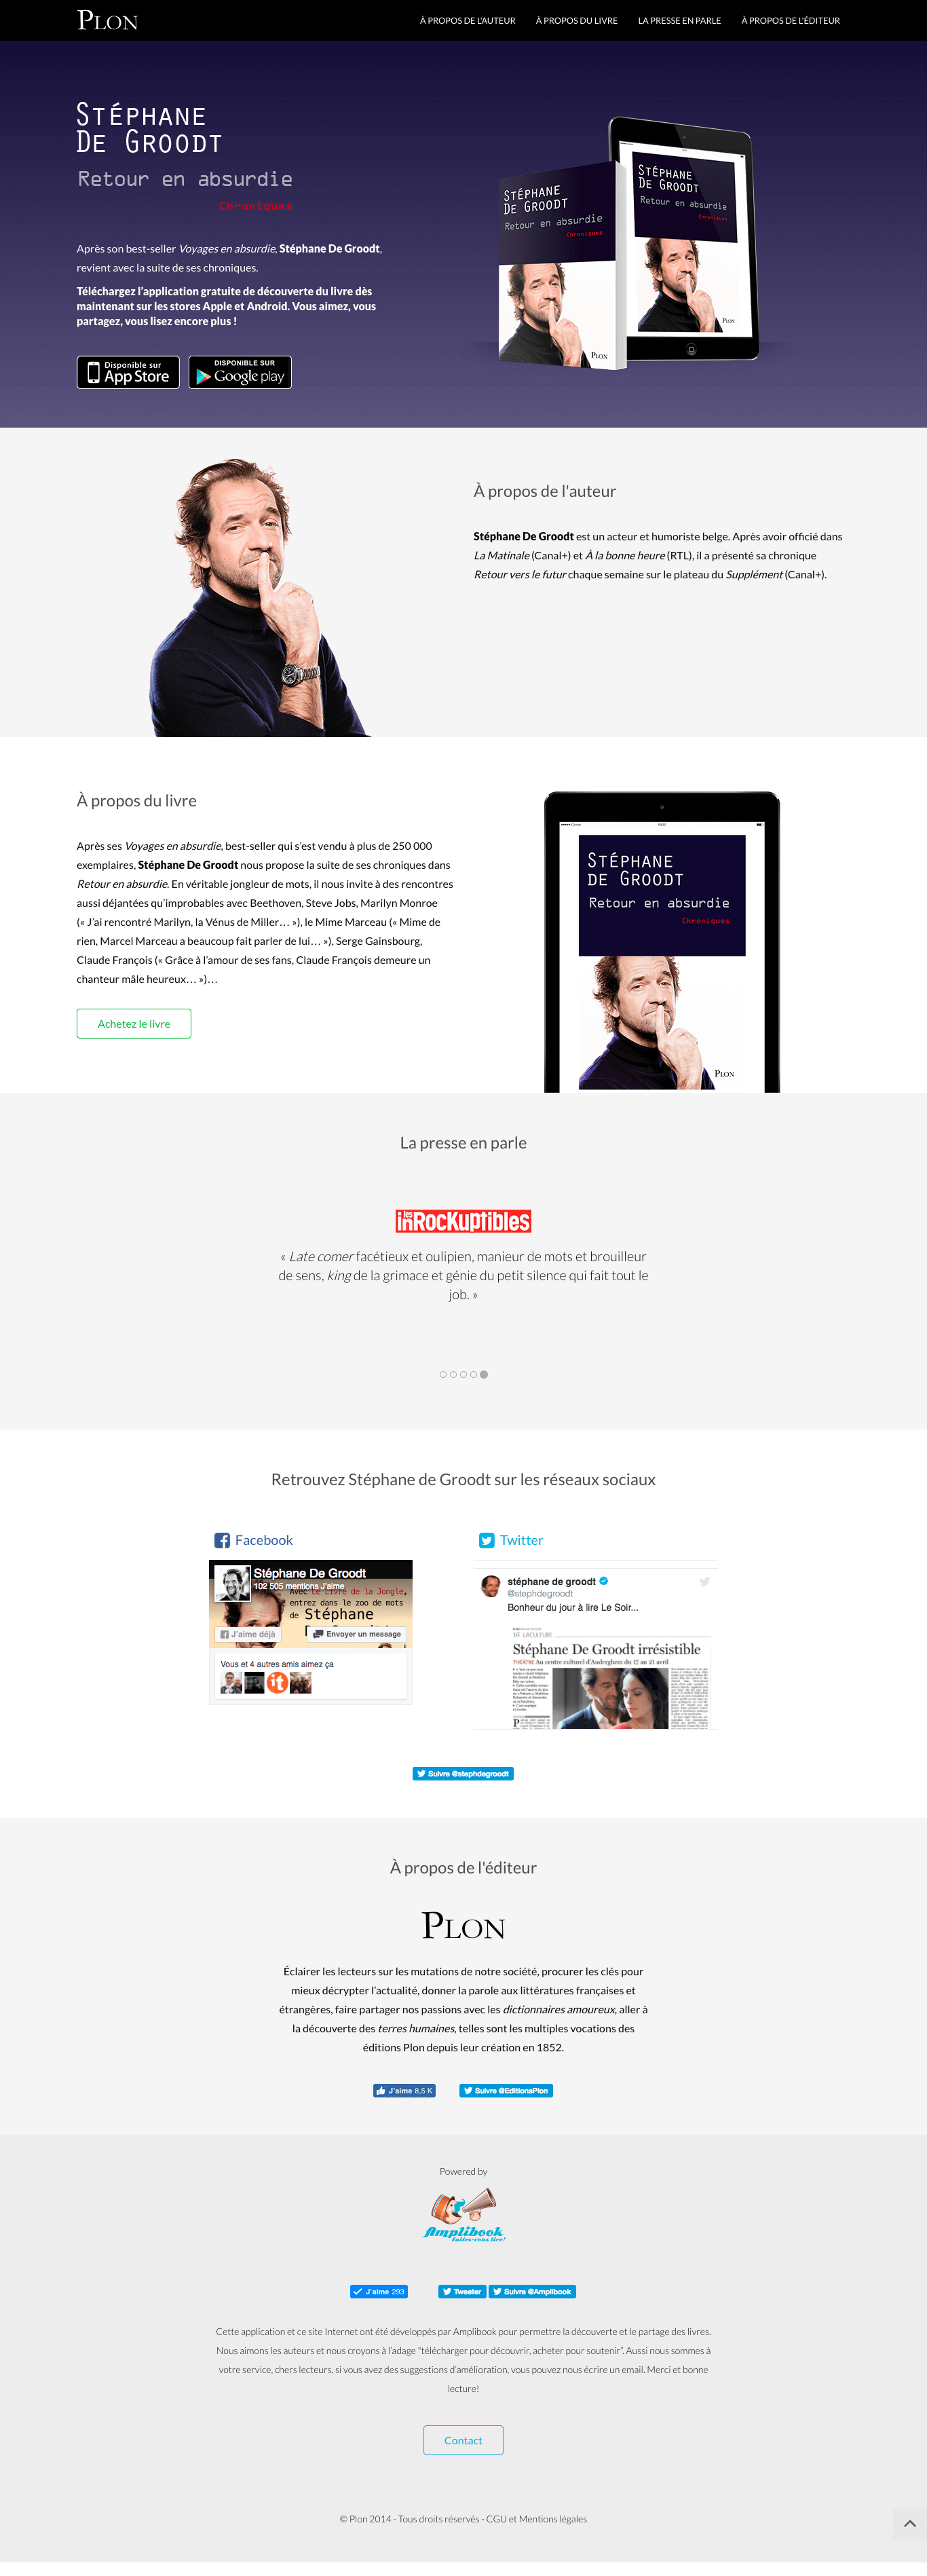 PLON
À PROPOS DE L'AUTEUR
À PROPOS DU LIVRE
LA PRESSE EN PARLE
À PROPOS DE L'ÉDITEUR
STÉPHANE
DE GROODT
Retour en absurdie
Chroniques
Après son best-seller Voyages en absurdie, Stéphane De Groodt,
revient avec la suite de ses chroniques.
Téléchargez l'application gratuite de découverte du livre dès
maintenant sur les stores Apple et Android. Vous aimez, vous
partagez, vous lisez encore plus !
Disponible sur
App Store
DISPONIBLE SUR
Google play
STÉPHANE
DE GROODT
Retour en absurdie
Chroniques
PLON
STÉPHANE
DE GROODT
Retour en absurdie
Chroniques
PLON
À propos de l'auteur
Stéphane De Groodt est un acteur et humoriste belge. Après avoir officié dans
La Matinale (Canal+) et À la bonne heure (RTL), il a présenté sa chronique
Retour vers le futur chaque semaine sur le plateau du Supplément (Canal+).
À propos du livre
Après ses Voyages en absurdie, best-seller qui s'est vendu à plus de 250 000
exemplaires, Stéphane De Groodt nous propose la suite de ses chroniques dans
Retour en absurdie. En véritable jongleur de mots, il nous invite à des rencontres
aussi déjantées qu'improbables avec Beethoven, Steve Jobs, Marilyn Monroe
(« J'ai rencontré Marilyn, la Vénus de Miller… »), le Mime Marceau (« Mime de
rien, Marcel Marceau a beaucoup fait parler de lui… »), Serge Gainsbourg,
Claude François (« Grâce à l'amour de ses fans, Claude François demeure un
chanteur mâle heureux… »)…
Achetez le livre
STÉPHANE
DE GROODT
Retour en absurdie
Chroniques
PLON
La presse en parle
les inRocKuptibles
« Late comer facétieux et oulipien, manieur de mots et brouilleur
de sens, king de la grimace et génie du petit silence qui fait tout le
job. »
Retrouvez Stéphane de Groodt sur les réseaux sociaux
Facebook
Stéphane De Groodt
102 505 mentions J'aime
Avec Le Livre de la Jongle,
entrez dans le zoo de mots
de Stéphane
J'aime déjà
Envoyer un message
Vous et 4 autres amis aimez ça
Twitter
stéphane de groodt
@stephdegroodt
Bonheur du jour à lire Le Soir...
16 LACULTURE
Stéphane De Groodt irrésistible
THÉÂTRE Au centre culturel d'Auderghem du 17 au 21 avril
Suivre @stephdegroodt
À propos de l'éditeur
PLON
Éclairer les lecteurs sur les mutations de notre société, procurer les clés pour
mieux décrypter l'actualité, donner la parole aux littératures françaises et
étrangères, faire partager nos passions avec les dictionnaires amoureux, aller à
la découverte des terres humaines, telles sont les multiples vocations des
éditions Plon depuis leur création en 1852.
J'aime 8,5 K
Suivre @EditionsPlon
Powered by
Amplibook
faites-vous lire!
J'aime 293
Tweeter
Suivre @Amplibook
Cette application et ce site Internet ont été développés par Amplibook pour permettre la découverte et le partage des livres.
Nous aimons les auteurs et nous croyons à l'adage "télécharger pour découvrir, acheter pour soutenir". Aussi nous sommes à
votre service, chers lecteurs, si vous avez des suggestions d'amélioration, vous pouvez nous écrire un email. Merci et bonne
lecture!
Contact
© Plon 2014 - Tous droits réservés - CGU et Mentions légales